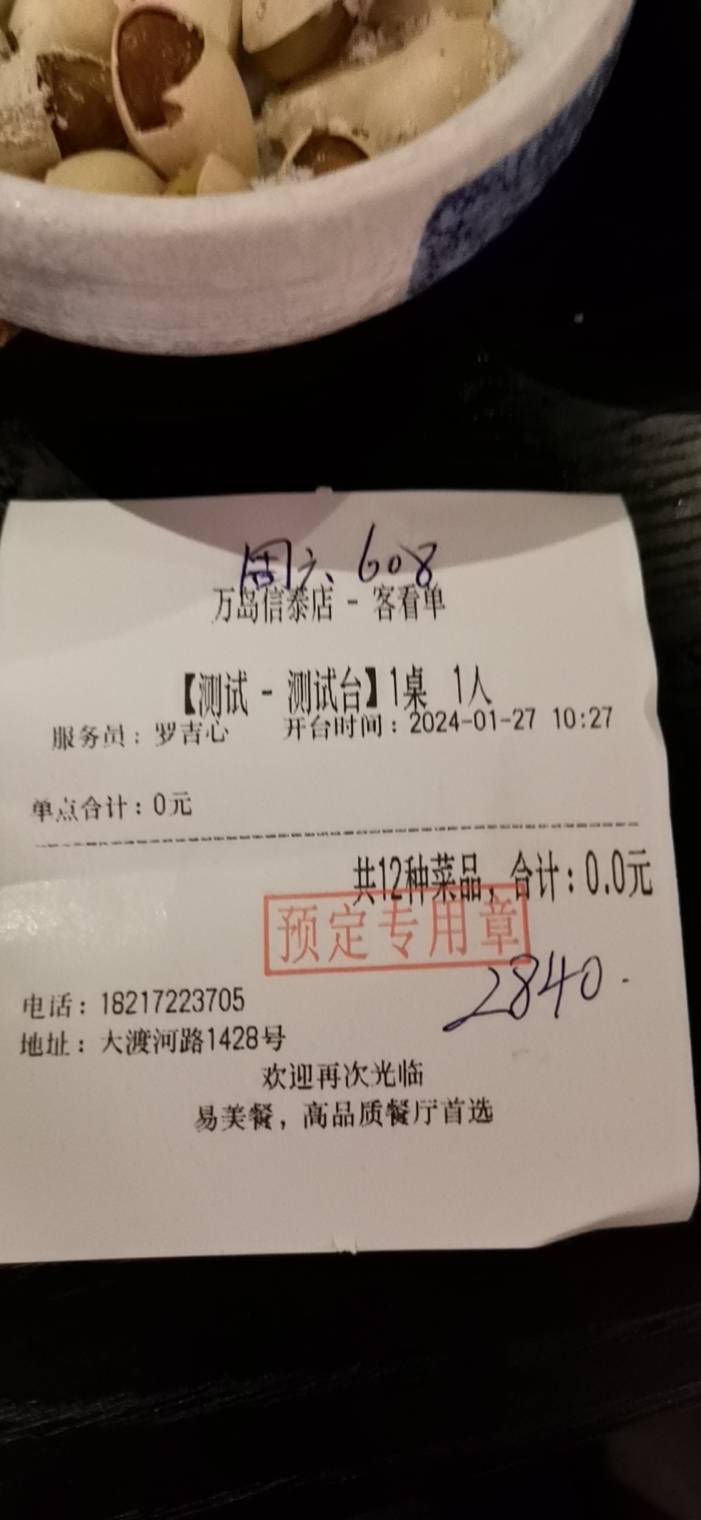 周六、608
万岛信泰店 - 客看单
【测试 - 测试台】1桌 1人
服务员：罗吉心 开台时间：2024-01-27 10:27
单点合计：0元
共12种菜品，合计：0.0元
预定专用章
2840.
电话：18217223705
地址：大渡河路1428号
欢迎再次光临
易美餐，高品质餐厅首选